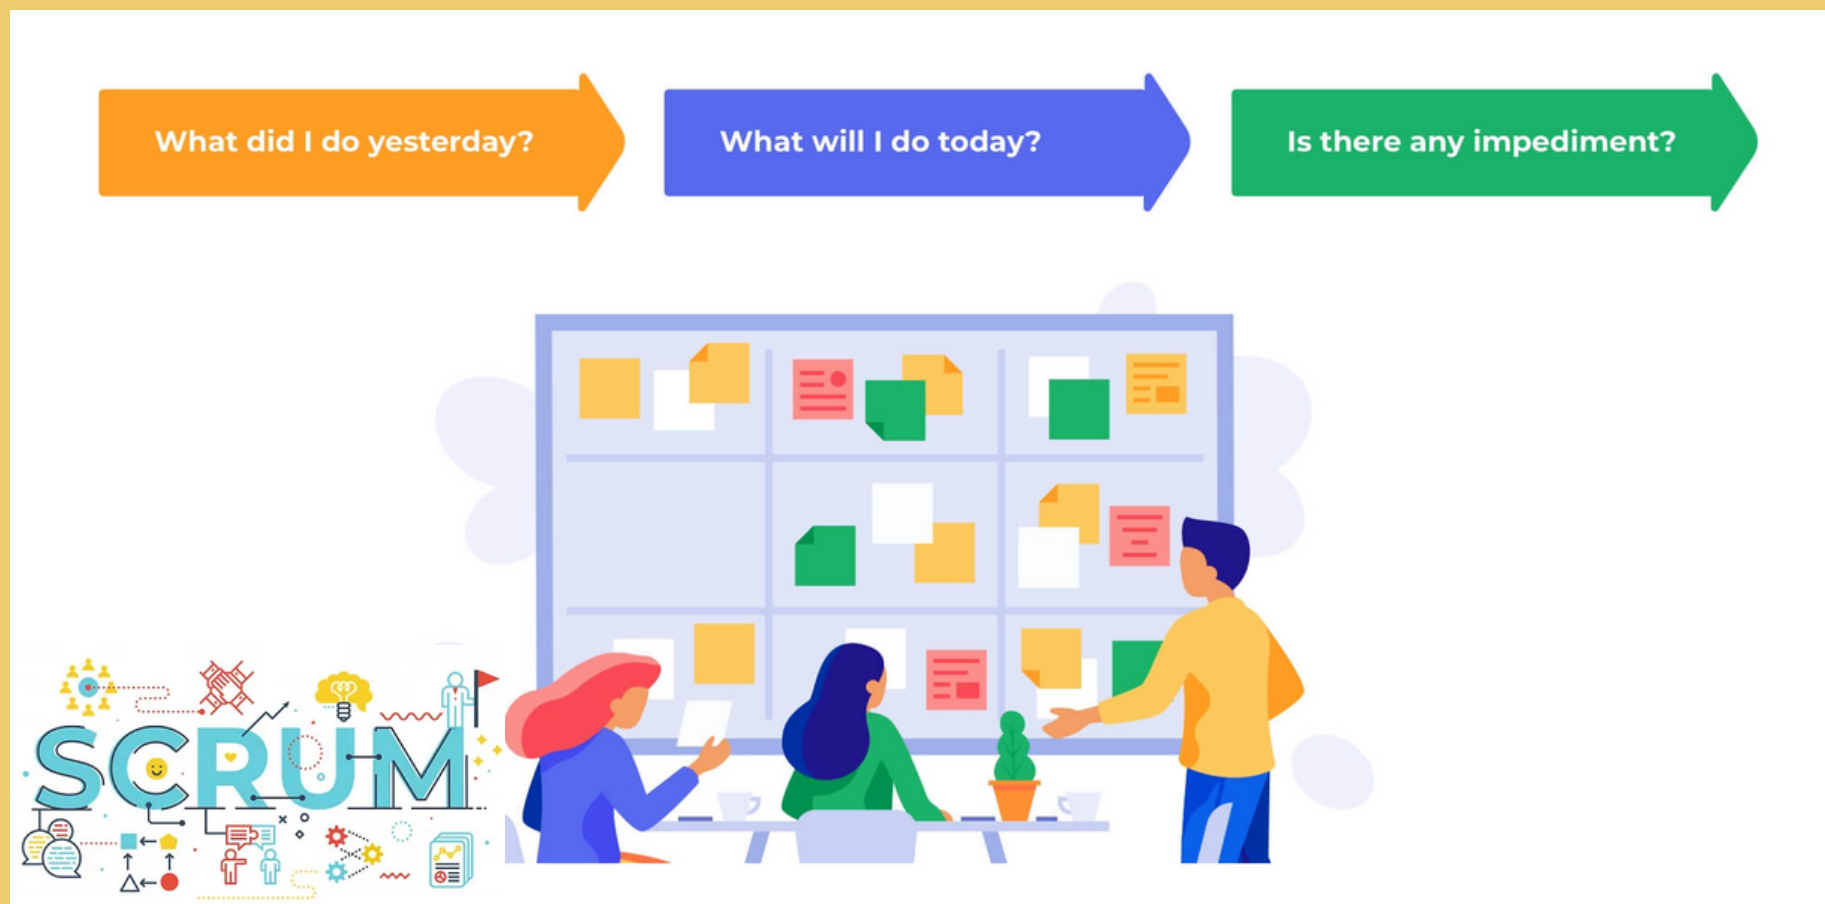 What did I do yesterday?
What will I do today?
Is there any impediment?
SCRUM